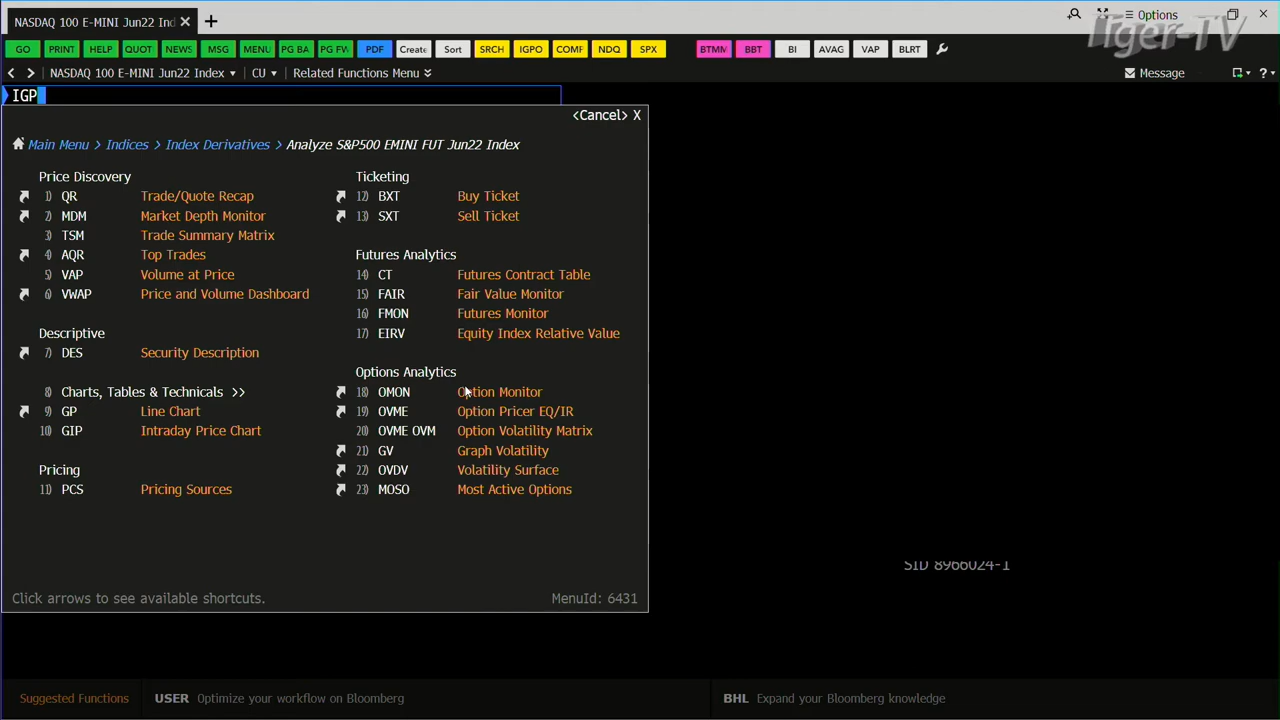 NASDAQ 100 E-MINI Jun22 Ind
Options
Tiger-TV
GO PRINT HELP QUOT NEWS MSG MENU PG BA PG FW PDF Create Sort SRCH IGPO COMF NDQ SPX BTMM BBT BI AVAG VAP BLRT
NASDAQ 100 E-MINI Jun22 Index CU Related Functions Menu Message ?
IGP
<Cancel> X
Main Menu > Indices > Index Derivatives > Analyze S&P500 EMINI FUT Jun22 Index
Price Discovery
1) QR Trade/Quote Recap
2) MDM Market Depth Monitor
3) TSM Trade Summary Matrix
4) AQR Top Trades
5) VAP Volume at Price
6) VWAP Price and Volume Dashboard
Descriptive
7) DES Security Description
8) Charts, Tables & Technicals >>
9) GP Line Chart
10) GIP Intraday Price Chart
Pricing
11) PCS Pricing Sources
Ticketing
12) BXT Buy Ticket
13) SXT Sell Ticket
Futures Analytics
14) CT Futures Contract Table
15) FAIR Fair Value Monitor
16) FMON Futures Monitor
17) EIRV Equity Index Relative Value
Options Analytics
18) OMON Option Monitor
19) OVME Option Pricer EQ/IR
20) OVME OVM Option Volatility Matrix
21) GV Graph Volatility
22) OVDV Volatility Surface
23) MOSO Most Active Options
SID 8966024-1
Click arrows to see available shortcuts. MenuId: 6431
Suggested Functions USER Optimize your workflow on Bloomberg BHL Expand your Bloomberg knowledge